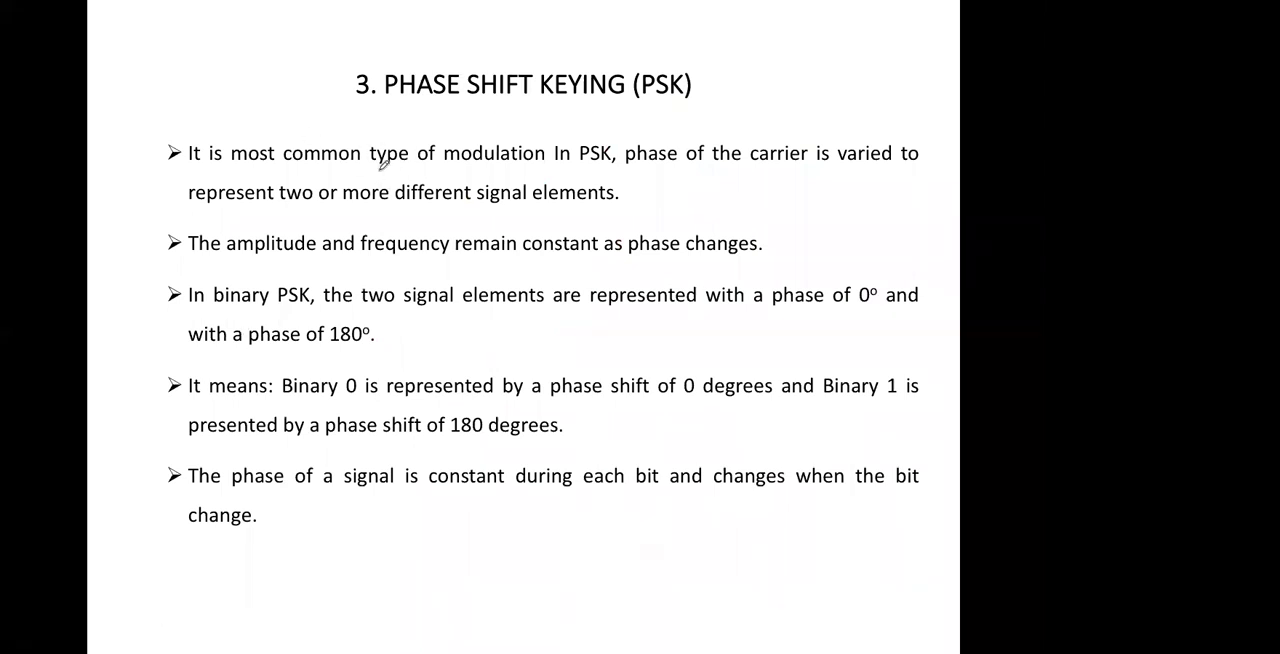 3. PHASE SHIFT KEYING (PSK)
➢ It is most common type of modulation In PSK, phase of the carrier is varied to
represent two or more different signal elements.
➢ The amplitude and frequency remain constant as phase changes.
➢ In binary PSK, the two signal elements are represented with a phase of 0º and
with a phase of 180º.
➢ It means: Binary 0 is represented by a phase shift of 0 degrees and Binary 1 is
presented by a phase shift of 180 degrees.
➢ The phase of a signal is constant during each bit and changes when the bit
change.